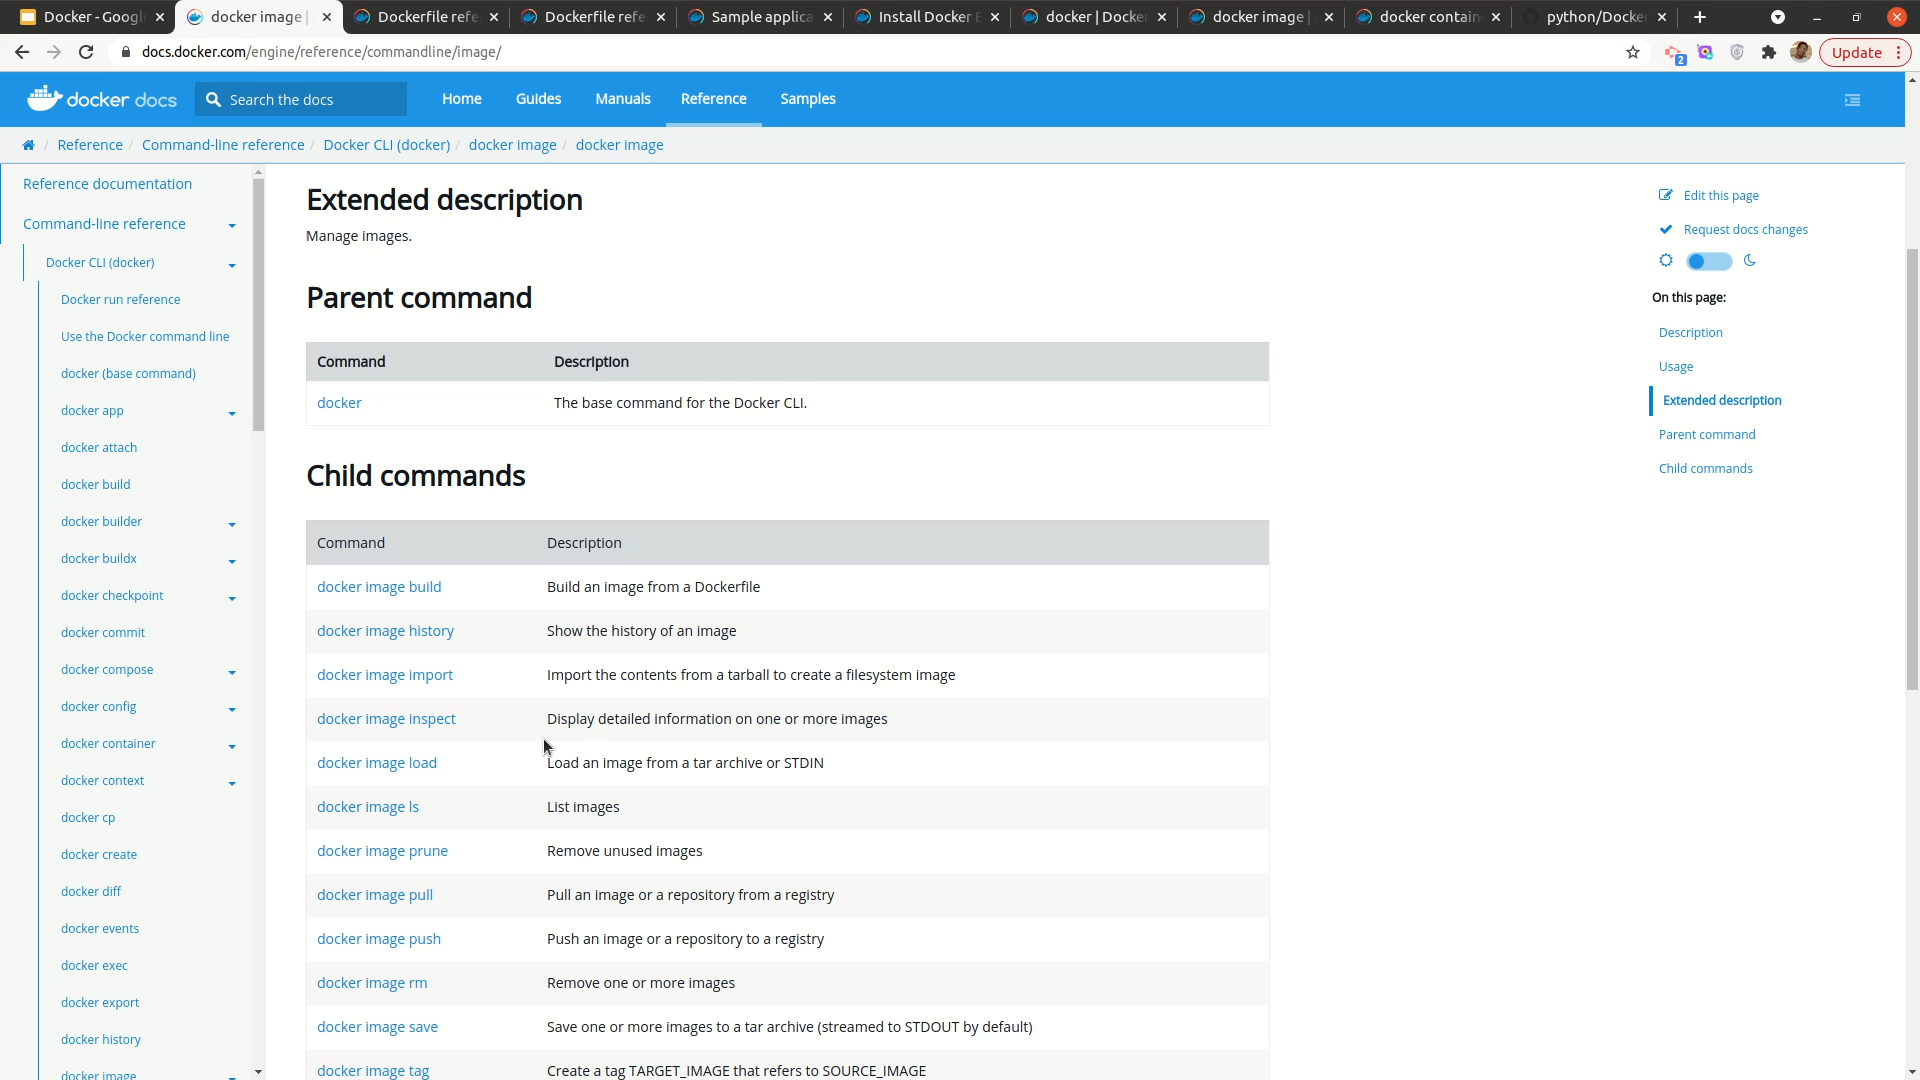 Docker - Googl
docker image |
Dockerfile refe
Dockerfile refe
Sample applica
Install Docker E
docker | Docke
docker image |
docker contain
python/Docke
docs.docker.com/engine/reference/commandline/image/
2
Update
docker docs
Search the docs
Home
Guides
Manuals
Reference
Samples
Reference / Command-line reference / Docker CLI (docker) / docker image / docker image
Reference documentation
Command-line reference
Docker CLI (docker)
Docker run reference
Use the Docker command line
docker (base command)
docker app
docker attach
docker build
docker builder
docker buildx
docker checkpoint
docker commit
docker compose
docker config
docker container
docker context
docker cp
docker create
docker diff
docker events
docker exec
docker export
docker history
docker image
Extended description
Manage images.
Parent command
Command Description
docker The base command for the Docker CLI.
Child commands
Command Description
docker image build Build an image from a Dockerfile
docker image history Show the history of an image
docker image import Import the contents from a tarball to create a filesystem image
docker image inspect Display detailed information on one or more images
docker image load Load an image from a tar archive or STDIN
docker image ls List images
docker image prune Remove unused images
docker image pull Pull an image or a repository from a registry
docker image push Push an image or a repository to a registry
docker image rm Remove one or more images
docker image save Save one or more images to a tar archive (streamed to STDOUT by default)
docker image tag Create a tag TARGET_IMAGE that refers to SOURCE_IMAGE
Edit this page
Request docs changes
On this page:
Description
Usage
Extended description
Parent command
Child commands